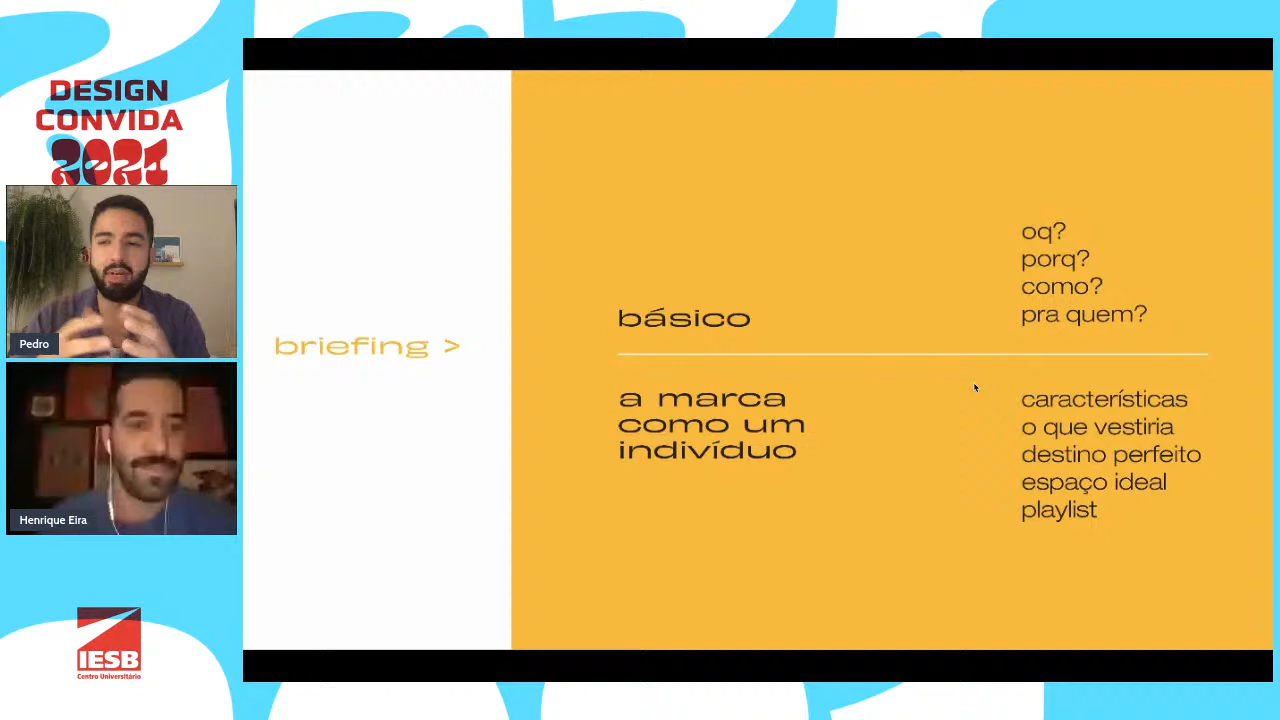 DESIGN
CONVIDA
2021
Pedro
Henrique Eira
IESB
Centro Universitário
briefing >
básico
oq?
porq?
como?
pra quem?
a marca
como um
indivíduo
características
o que vestiria
destino perfeito
espaço ideal
playlist